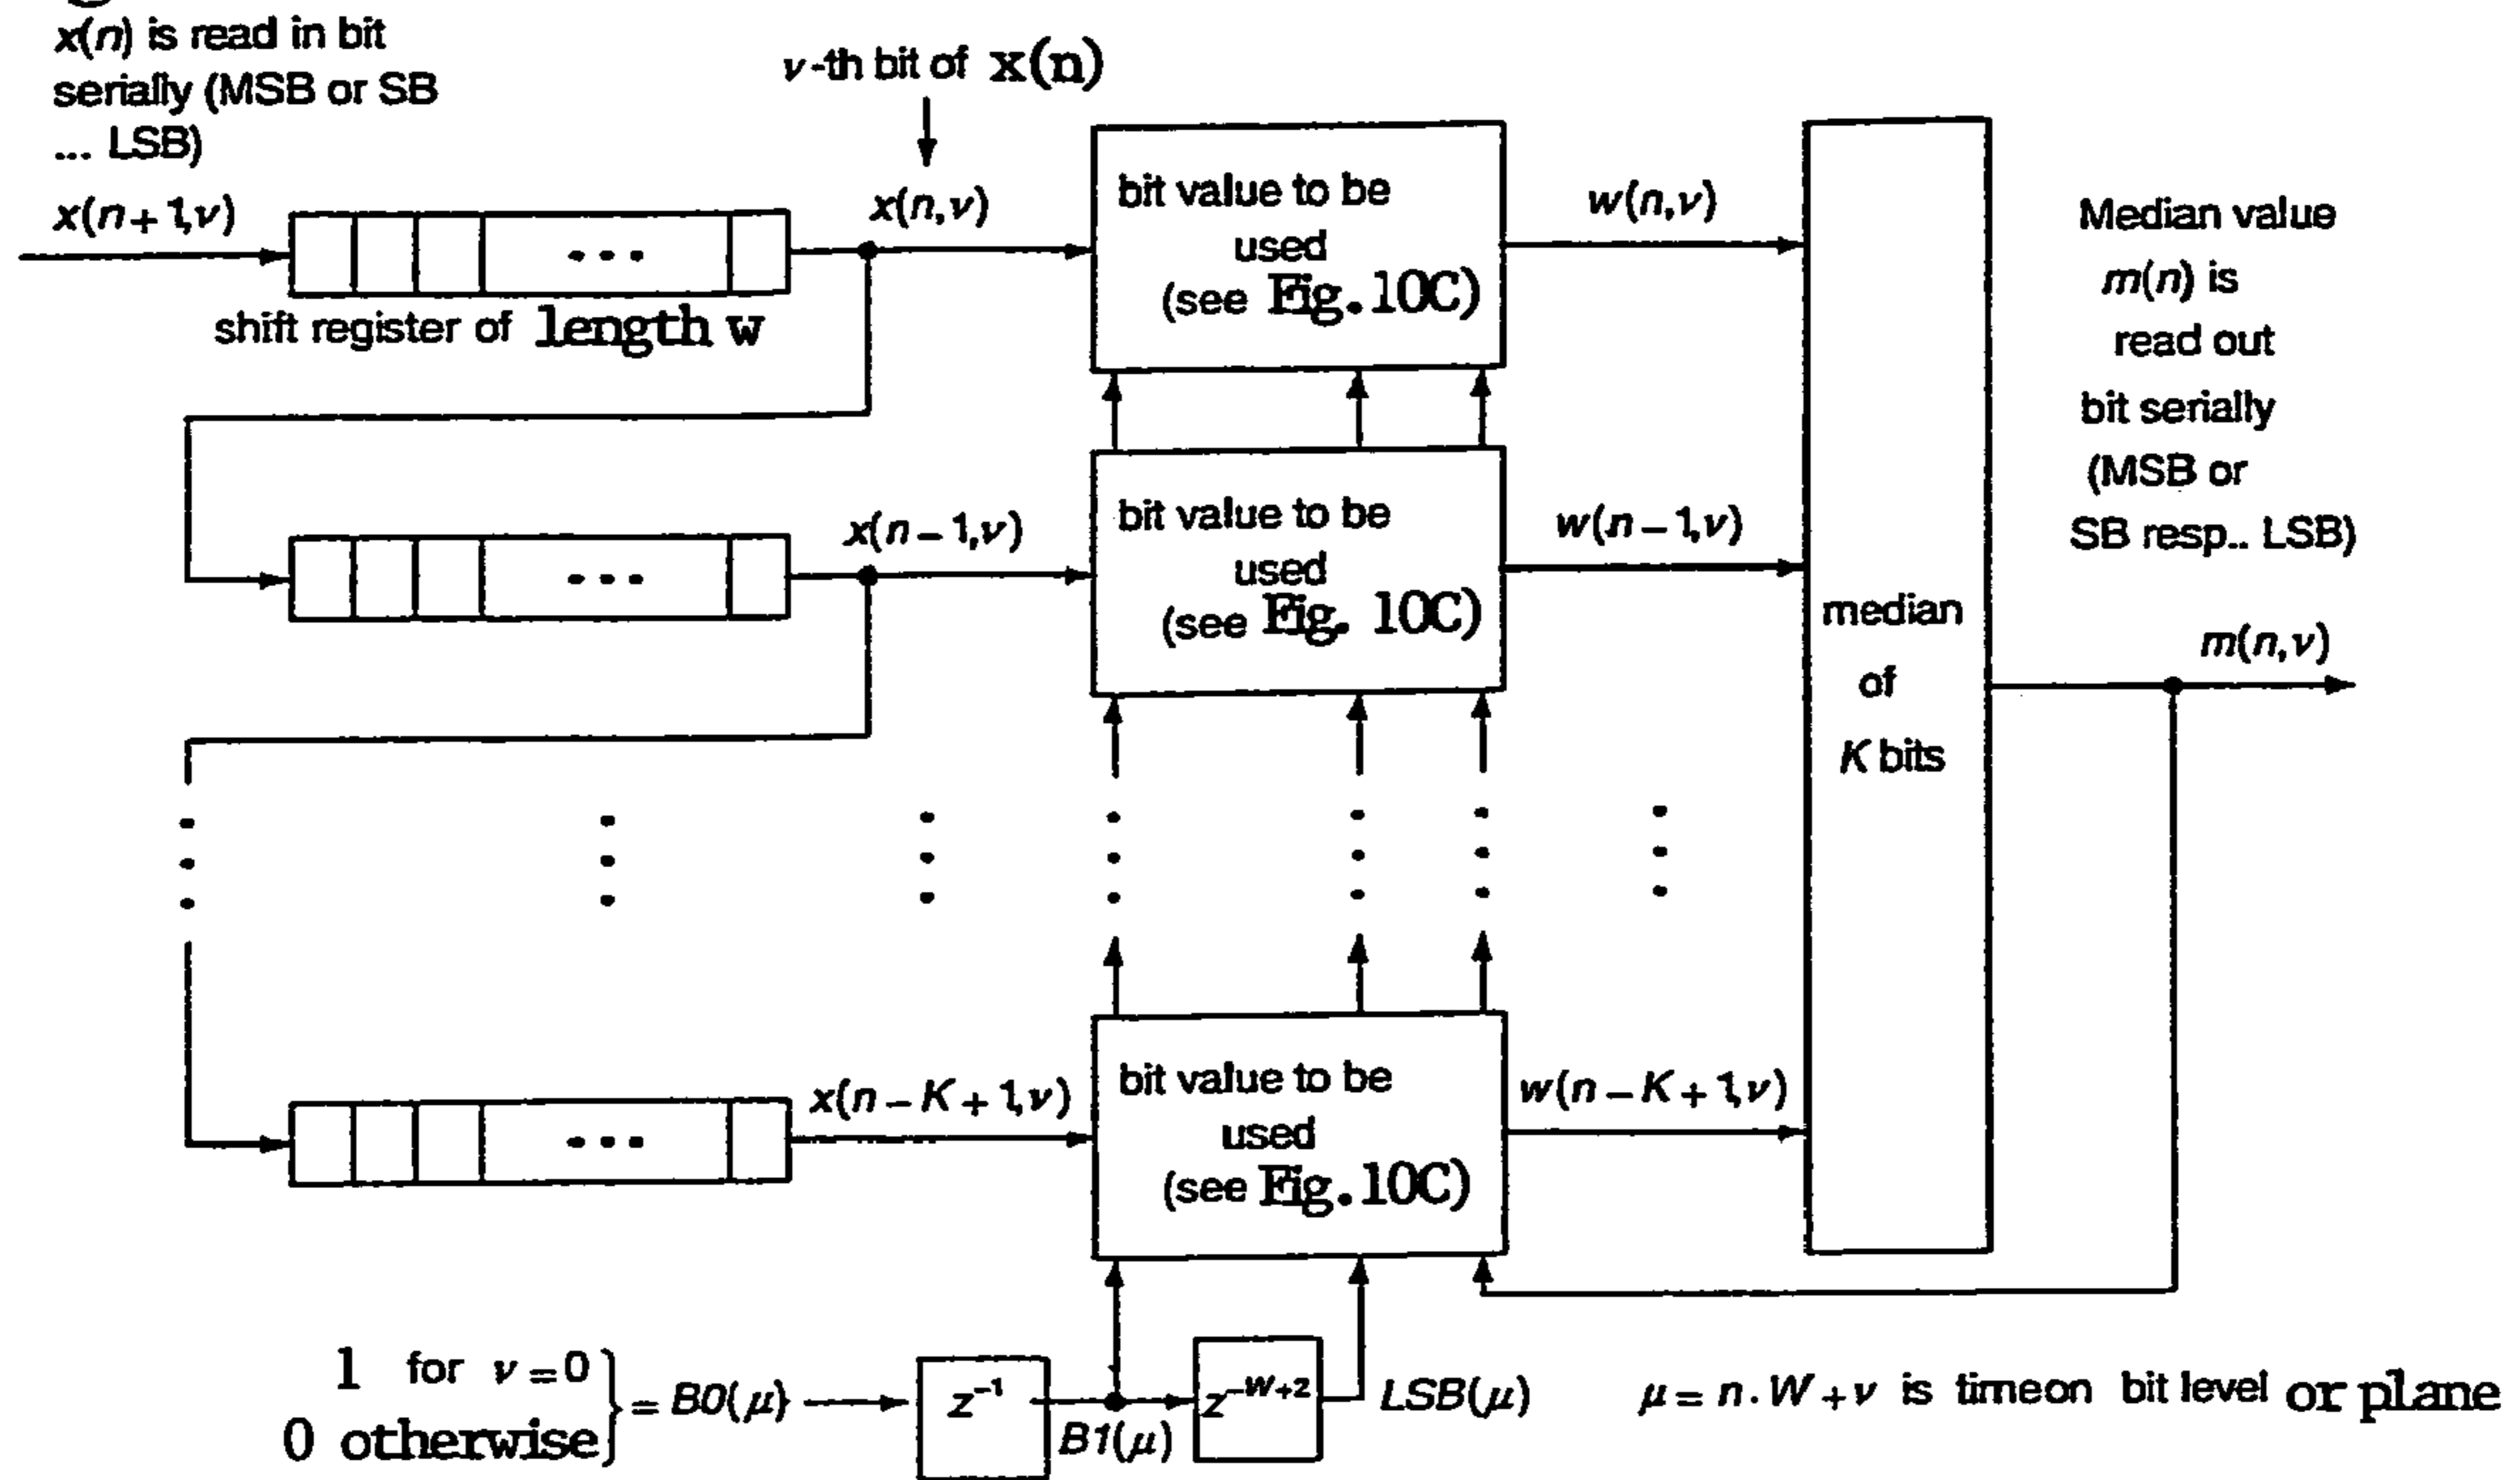 x(n) is read in bit
serially (MSB or SB
... LSB)
x(n+1,ν)
ν-th bit of x(n)
x(n,ν)
shift register of length w
bit value to be
used
(see Fig.10C)
w(n,ν)
Median value
m(n) is
read out
bit serially
(MSB or
SB resp.. LSB)
x(n−1,ν)
bit value to be
used
(see Fig. 10C)
w(n−1,ν)
median
of
K bits
m(n,ν)
x(n−K+1,ν)
bit value to be
used
(see Fig.10C)
w(n−K+1,ν)
1 for ν=0
0 otherwise
} = B0(μ)
z⁻¹
B1(μ)
z^{−W+2}
LSB(μ)
μ = n·W+ν is timeon bit level or plane